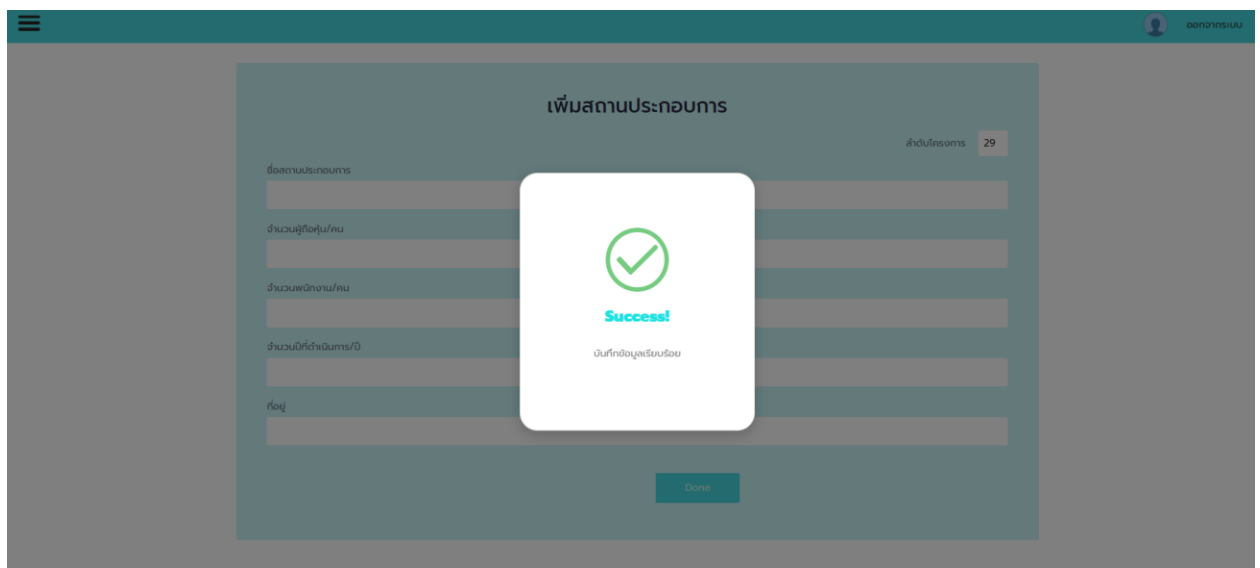 ออกจากระบบ
เพิ่มสถานประกอบการ
ลำดับโครงการ 29
ชื่อสถานประกอบการ
จำนวนผู้ถือหุ้น/คน
จำนวนพนักงาน/คน
จำนวนปีที่ดำเนินการ/ปี
ที่อยู่
Success!
บันทึกข้อมูลเรียบร้อย
Done